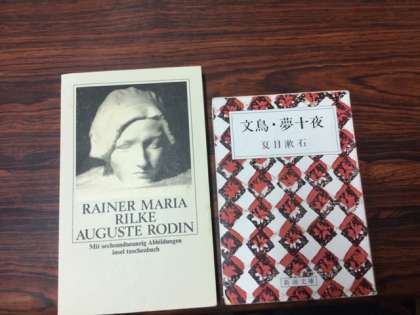 RAINER MARIA
RILKE
AUGUSTE RODIN
Mit sechsundneunzig Abbildungen
insel taschenbuch
文鳥・夢十夜
夏目漱石
新潮文庫